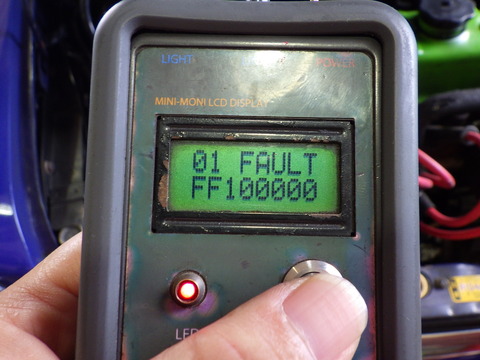 LIGHT
POWER
MINI-MONI LCD DISPLAY
01 FAULT
FF100000
LED